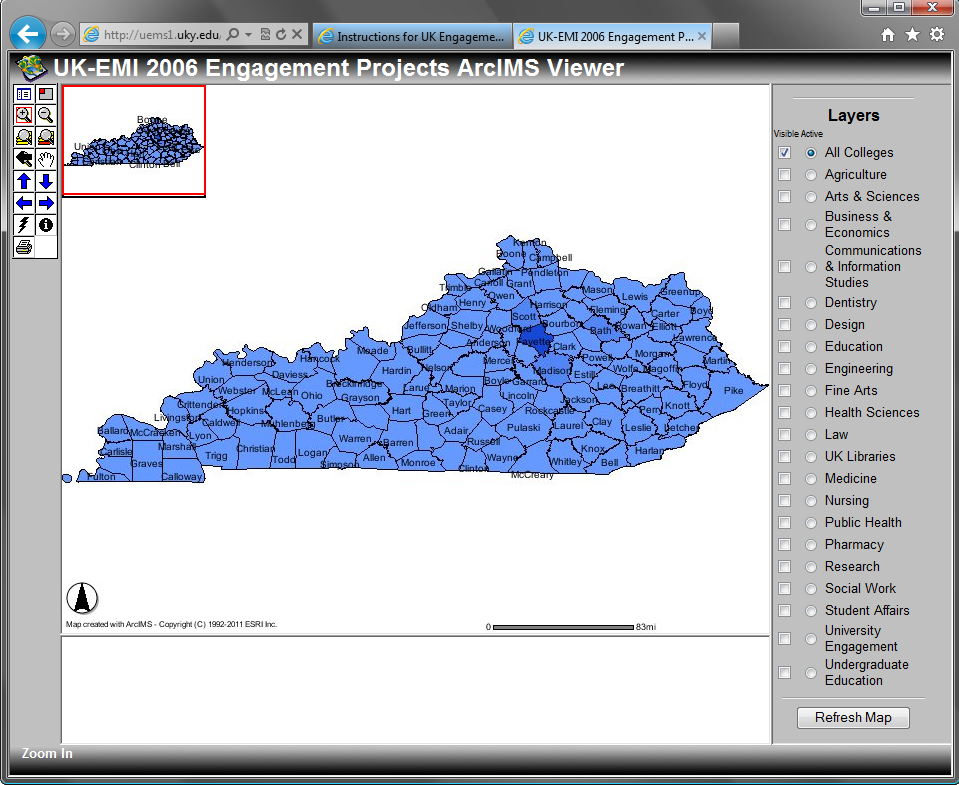 http://uems1.uky.edu
Instructions for UK Engageme...
UK-EMI 2006 Engagement P...
UK-EMI 2006 Engagement Projects ArcIMS Viewer
Boone
Clinton Bell
Kenton
Boone
Campbell
Gallatin Pendleton
Trimble Carroll Grant
Owen Mason Lewis Greenup
Oldham Henry Harrison Fleming Carter Boyd
Scott
Jefferson Shelby Woodford Bourbon Bath Rowan Elliott
Lawrence
Anderson Fayette Clark
Meade Bullitt Mercer Powell Morgan Martin
Hancock
Henderson Hardin Nelson Madison Estill Wolfe Magoffin
Union Daviess Breckinridge Larue Marion Boyle Garrard Lee Breathitt Floyd Pike
Webster McLean Ohio Grayson Taylor Lincoln Jackson
Crittenden Hopkins Hart Green Casey Rockcastle Perry Knott
Livingston Caldwell Muhlenberg Butler Adair Pulaski Laurel Clay Leslie Letcher
Ballard McCracken Lyon Warren Barren Russell
Carlisle Marshall Trigg Christian Logan Allen Wayne Knox Harlan
Graves Todd Simpson Monroe Clinton Whitley Bell
Fulton Calloway McCreary
Map created with ArcIMS - Copyright (C) 1992-2011 ESRI Inc.
0 83mi
Layers
Visible Active
All Colleges
Agriculture
Arts & Sciences
Business &
Economics
Communications
& Information
Studies
Dentistry
Design
Education
Engineering
Fine Arts
Health Sciences
Law
UK Libraries
Medicine
Nursing
Public Health
Pharmacy
Research
Social Work
Student Affairs
University
Engagement
Undergraduate
Education
Refresh Map
Zoom In